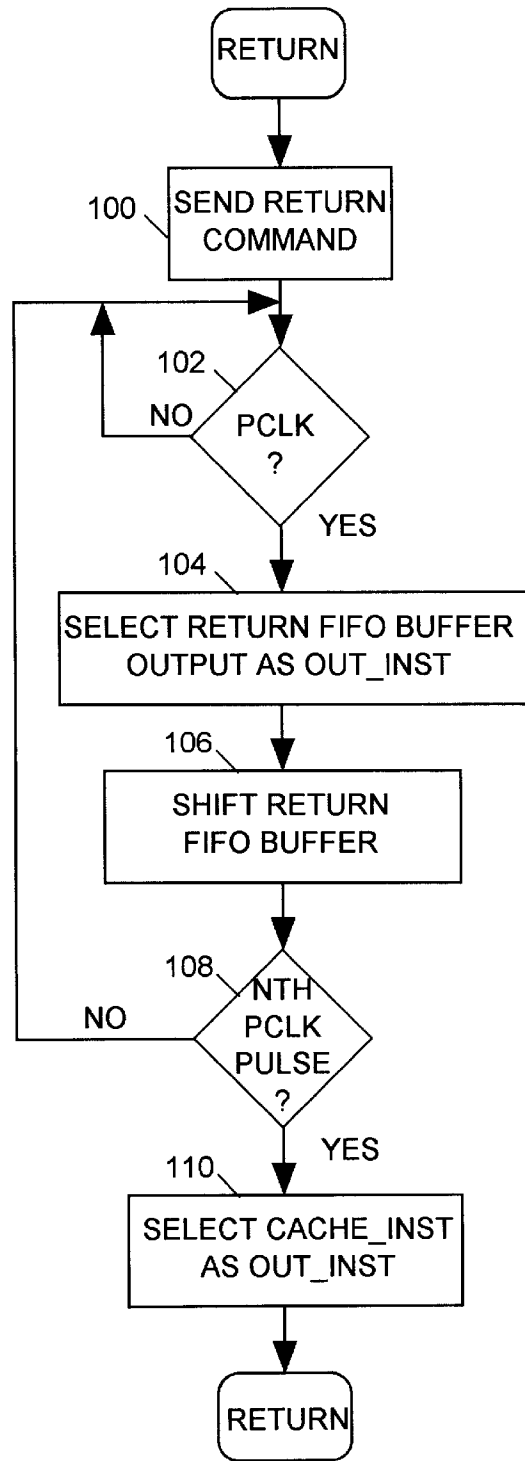 RETURN
100
SEND RETURN
COMMAND
102
NO
PCLK
?
YES
104
SELECT RETURN FIFO BUFFER
OUTPUT AS OUT_INST
106
SHIFT RETURN
FIFO BUFFER
108
NO
NTH
PCLK
PULSE
?
YES
110
SELECT CACHE_INST
AS OUT_INST
RETURN